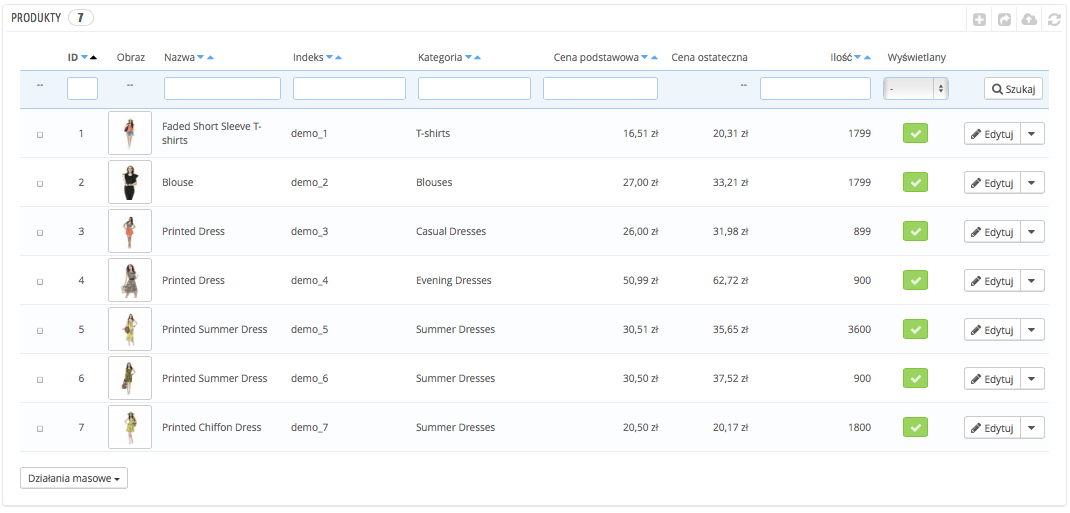 PRODUKTY 7
ID Obraz Nazwa Indeks Kategoria Cena podstawowa Cena ostateczna Ilość Wyświetlany
-- -- -- - Szukaj
1 Faded Short Sleeve T-
shirts demo_1 T-shirts 16,51 zł 20,31 zł 1799 Edytuj
2 Blouse demo_2 Blouses 27,00 zł 33,21 zł 1799 Edytuj
3 Printed Dress demo_3 Casual Dresses 26,00 zł 31,98 zł 899 Edytuj
4 Printed Dress demo_4 Evening Dresses 50,99 zł 62,72 zł 900 Edytuj
5 Printed Summer Dress demo_5 Summer Dresses 30,51 zł 35,65 zł 3600 Edytuj
6 Printed Summer Dress demo_6 Summer Dresses 30,50 zł 37,52 zł 900 Edytuj
7 Printed Chiffon Dress demo_7 Summer Dresses 20,50 zł 20,17 zł 1800 Edytuj
Działania masowe